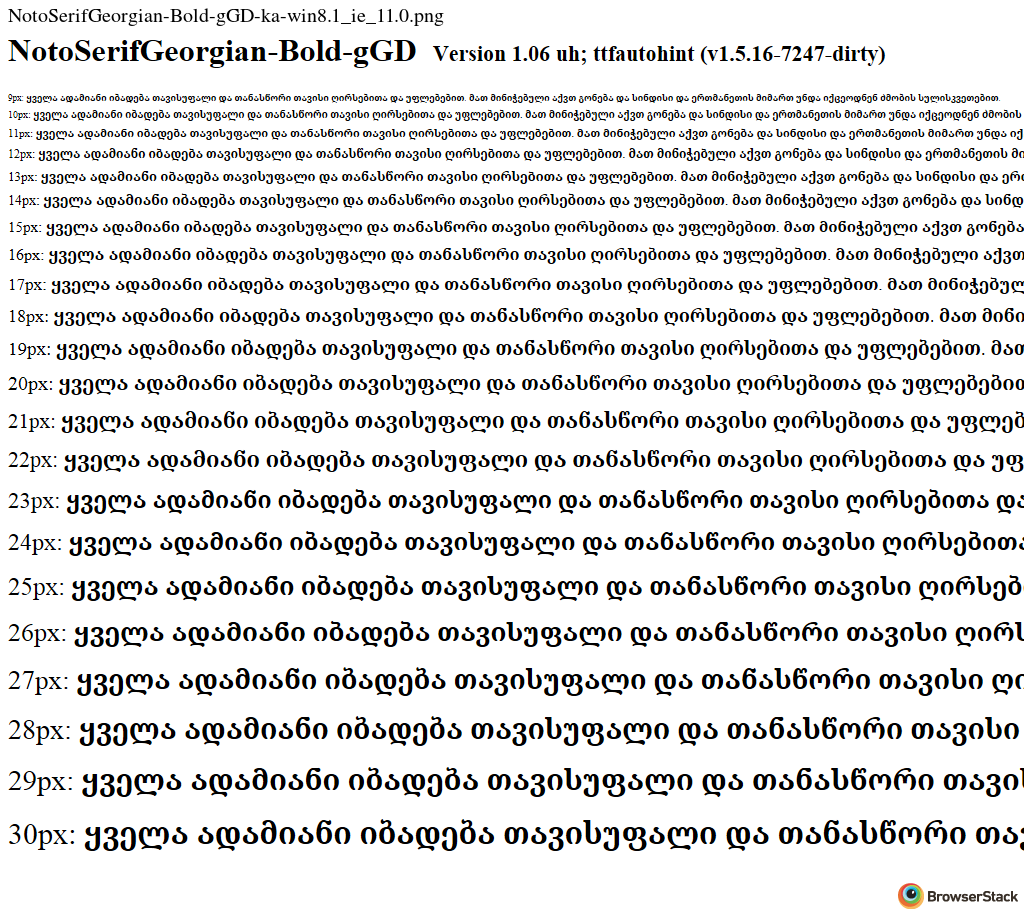 NotoSerifGeorgian-Bold-gGD-ka-win8.1_ie_11.0.png
NotoSerifGeorgian-Bold-gGD Version 1.06 uh; ttfautohint (v1.5.16-7247-dirty)
9px: ყველა ადამიანი იბადება თავისუფალი და თანასწორი თავისი ღირსებითა და უფლებებით. მათ მინიჭებული აქვთ გონება და სინდისი და ერთმანეთის მიმართ უნდა იქცეოდნენ ძმობის სულისკვეთებით.
10px: ყველა ადამიანი იბადება თავისუფალი და თანასწორი თავისი ღირსებითა და უფლებებით. მათ მინიჭებული აქვთ გონება და სინდისი და ერთმანეთის მიმართ უნდა იქცეოდნენ ძმობის
11px: ყველა ადამიანი იბადება თავისუფალი და თანასწორი თავისი ღირსებითა და უფლებებით. მათ მინიჭებული აქვთ გონება და სინდისი და ერთმანეთის მიმართ უნდა იქ
12px: ყველა ადამიანი იბადება თავისუფალი და თანასწორი თავისი ღირსებითა და უფლებებით. მათ მინიჭებული აქვთ გონება და სინდისი და ერთმანეთის მი
13px: ყველა ადამიანი იბადება თავისუფალი და თანასწორი თავისი ღირსებითა და უფლებებით. მათ მინიჭებული აქვთ გონება და სინდისი და ერთ
14px: ყველა ადამიანი იბადება თავისუფალი და თანასწორი თავისი ღირსებითა და უფლებებით. მათ მინიჭებული აქვთ გონება და სინდ
15px: ყველა ადამიანი იბადება თავისუფალი და თანასწორი თავისი ღირსებითა და უფლებებით. მათ მინიჭებული აქვთ გონება
16px: ყველა ადამიანი იბადება თავისუფალი და თანასწორი თავისი ღირსებითა და უფლებებით. მათ მინიჭებული აქვთ
17px: ყველა ადამიანი იბადება თავისუფალი და თანასწორი თავისი ღირსებითა და უფლებებით. მათ მინიჭებულ
18px: ყველა ადამიანი იბადება თავისუფალი და თანასწორი თავისი ღირსებითა და უფლებებით. მათ მინი
19px: ყველა ადამიანი იბადება თავისუფალი და თანასწორი თავისი ღირსებითა და უფლებებით. მათ
20px: ყველა ადამიანი იბადება თავისუფალი და თანასწორი თავისი ღირსებითა და უფლებებით
21px: ყველა ადამიანი იბადება თავისუფალი და თანასწორი თავისი ღირსებითა და უფლებ
22px: ყველა ადამიანი იბადება თავისუფალი და თანასწორი თავისი ღირსებითა და უფ
23px: ყველა ადამიანი იბადება თავისუფალი და თანასწორი თავისი ღირსებითა და
24px: ყველა ადამიანი იბადება თავისუფალი და თანასწორი თავისი ღირსებითა
25px: ყველა ადამიანი იბადება თავისუფალი და თანასწორი თავისი ღირსებ
26px: ყველა ადამიანი იბადება თავისუფალი და თანასწორი თავისი ღირს
27px: ყველა ადამიანი იბადება თავისუფალი და თანასწორი თავისი ღი
28px: ყველა ადამიანი იბადება თავისუფალი და თანასწორი თავისი
29px: ყველა ადამიანი იბადება თავისუფალი და თანასწორი თავის
30px: ყველა ადამიანი იბადება თავისუფალი და თანასწორი თავ
BrowserStack